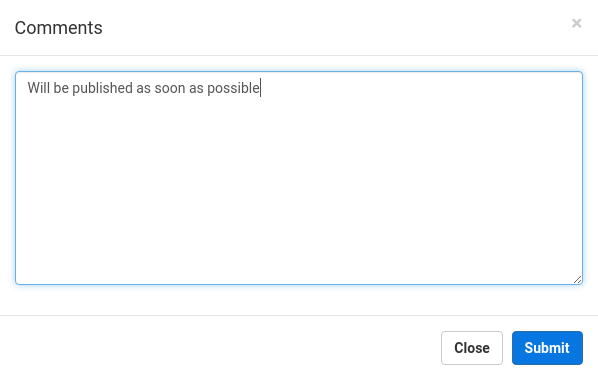 Comments
×
Will be published as soon as possible
Close
Submit